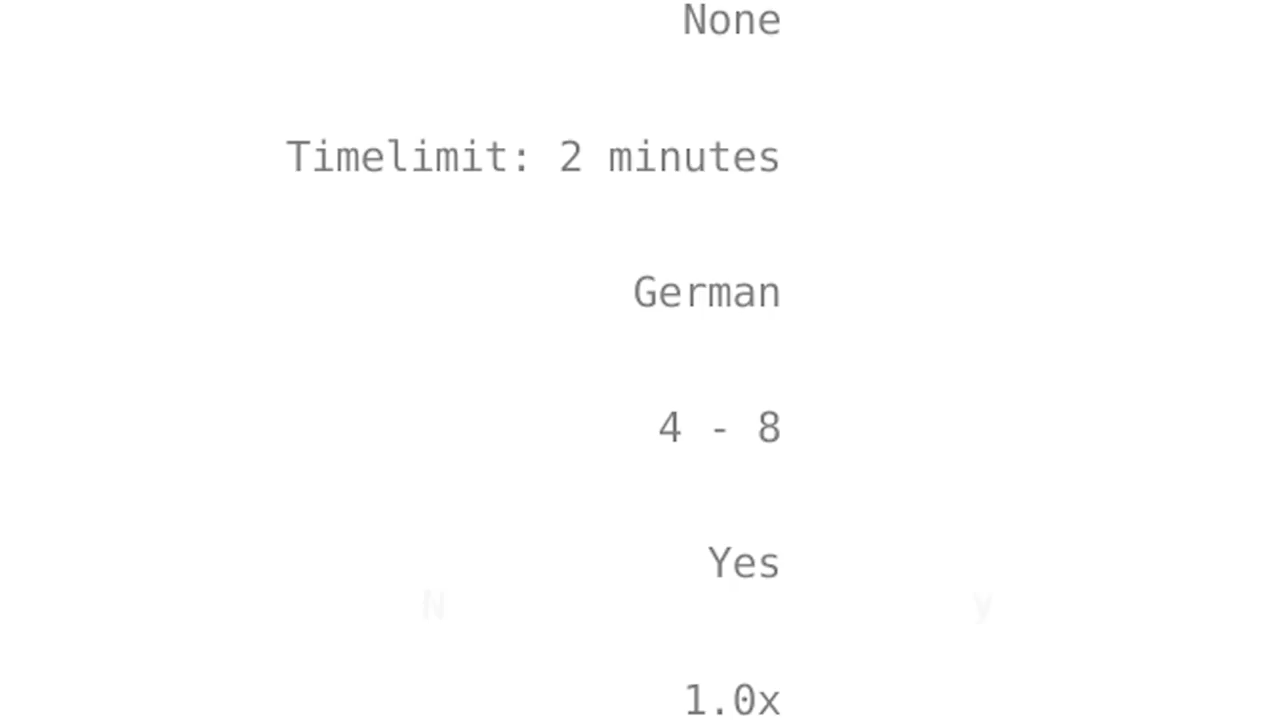 None
Timelimit: 2 minutes
German
4 - 8
Yes
N y
1.0x